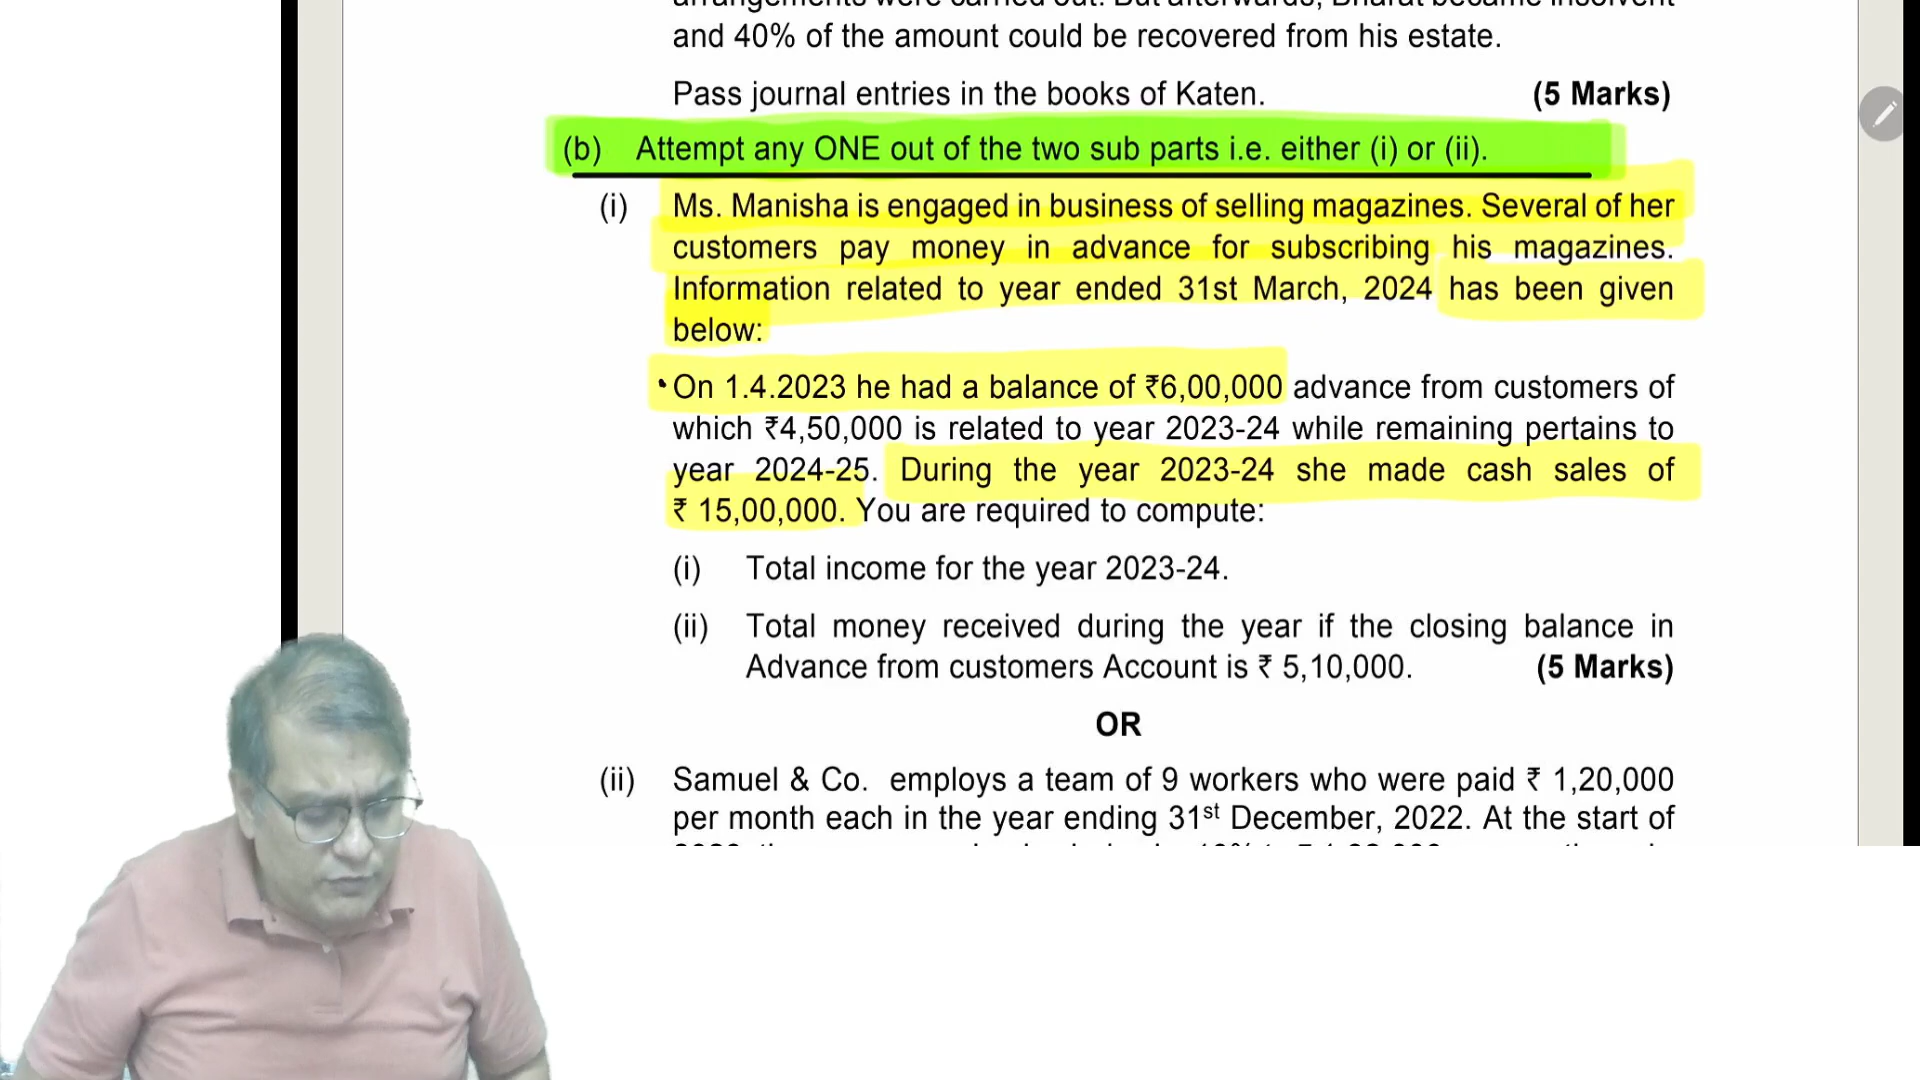 and 40% of the amount could be recovered from his estate.
Pass journal entries in the books of Katen. (5 Marks)
(b) Attempt any ONE out of the two sub parts i.e. either (i) or (ii).
(i) Ms. Manisha is engaged in business of selling magazines. Several of her
customers pay money in advance for subscribing his magazines.
Information related to year ended 31st March, 2024 has been given
below:
On 1.4.2023 he had a balance of ₹6,00,000 advance from customers of
which ₹4,50,000 is related to year 2023-24 while remaining pertains to
year 2024-25. During the year 2023-24 she made cash sales of
₹ 15,00,000. You are required to compute:
(i) Total income for the year 2023-24.
(ii) Total money received during the year if the closing balance in
Advance from customers Account is ₹ 5,10,000. (5 Marks)
OR
(ii) Samuel & Co. employs a team of 9 workers who were paid ₹ 1,20,000
per month each in the year ending 31st December, 2022. At the start of